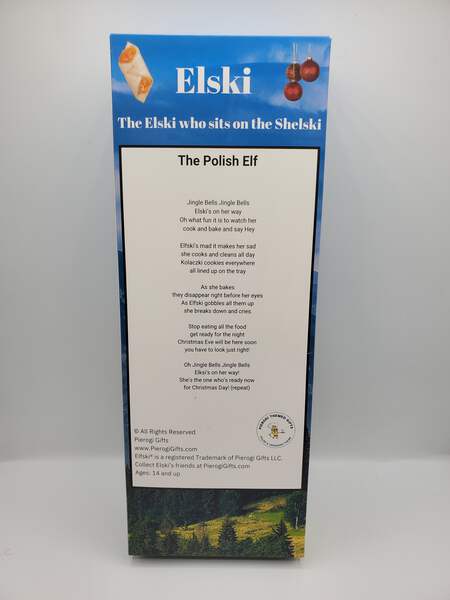 Elski
The Elski who sits on the Shelski
The Polish Elf
Jingle Bells Jingle Bells
Elski's on her way
Oh what fun it is to watch her
cook and bake and say Hey
Elfski's mad it makes her sad
she cooks and cleans all day
Kolaczki cookies everywhere
all lined up on the tray
As she bakes
they disappear right before her eyes
As Elfski gobbles all them up
she breaks down and cries.
Stop eating all the food
get ready for the night
Christmas Eve will be here soon
you have to look just right!
Oh Jingle Bells Jingle Bells
Elksi's on her way!
She's the one who's ready now
for Christmas Day! (repeat)
© All Rights Reserved
Pierogi Gifts
www.PierogiGifts.com
Elfski® is a registered Trademark of Pierogi Gifts LLC.
Collect Elski's friends at PierogiGifts.com
Ages: 14 and up
PIEROGI THEMED GIFTS